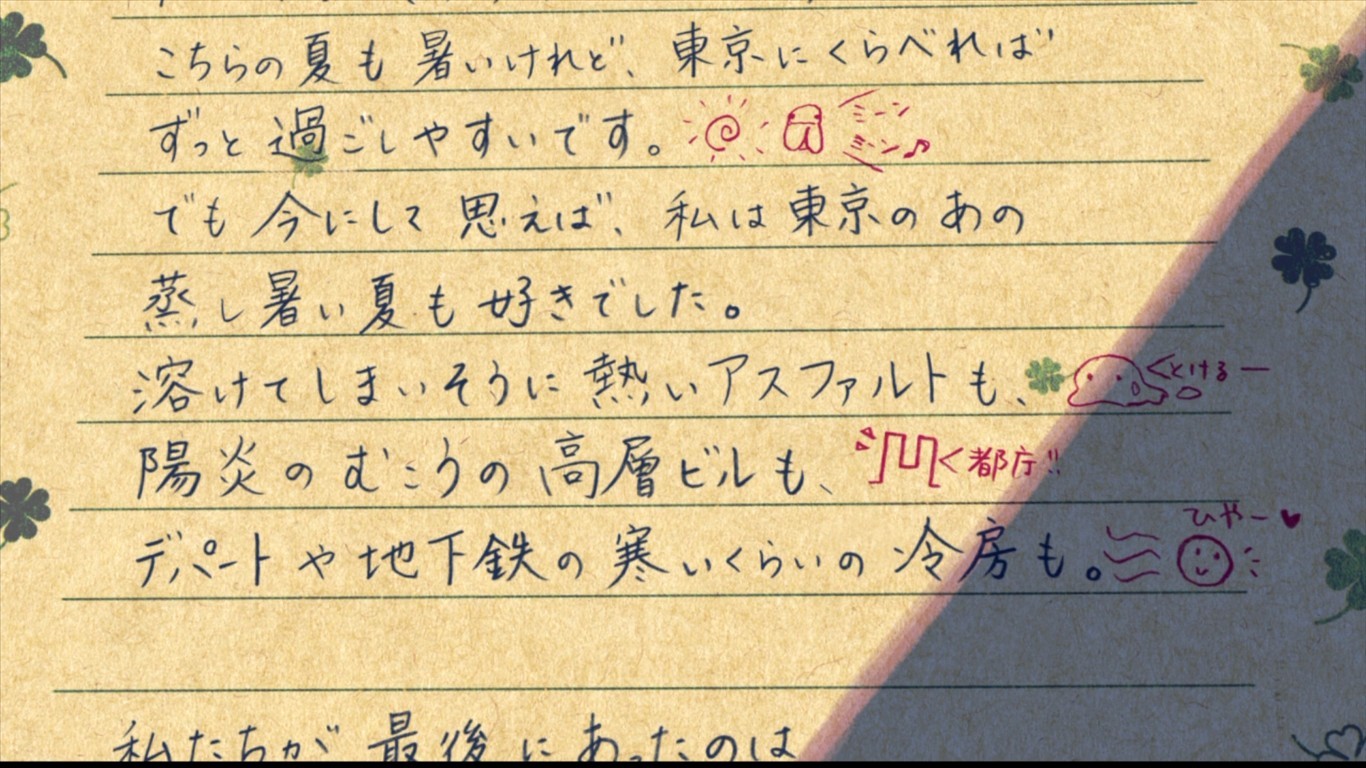 こちらの夏も暑いけれど、東京にくらべれば
ずっと過ごしやすいです。 ミーン ミーン♪
でも今にして思えば、私は東京のあの
蒸し暑い夏も好きでした。
溶けてしまいそうに熱いアスファルトも、 <とけるー
陽炎のむこうの高層ビルも、 <都庁!!
デパートや地下鉄の寒いくらいの冷房も。 ひやー♥
私たちが最後にあったのは